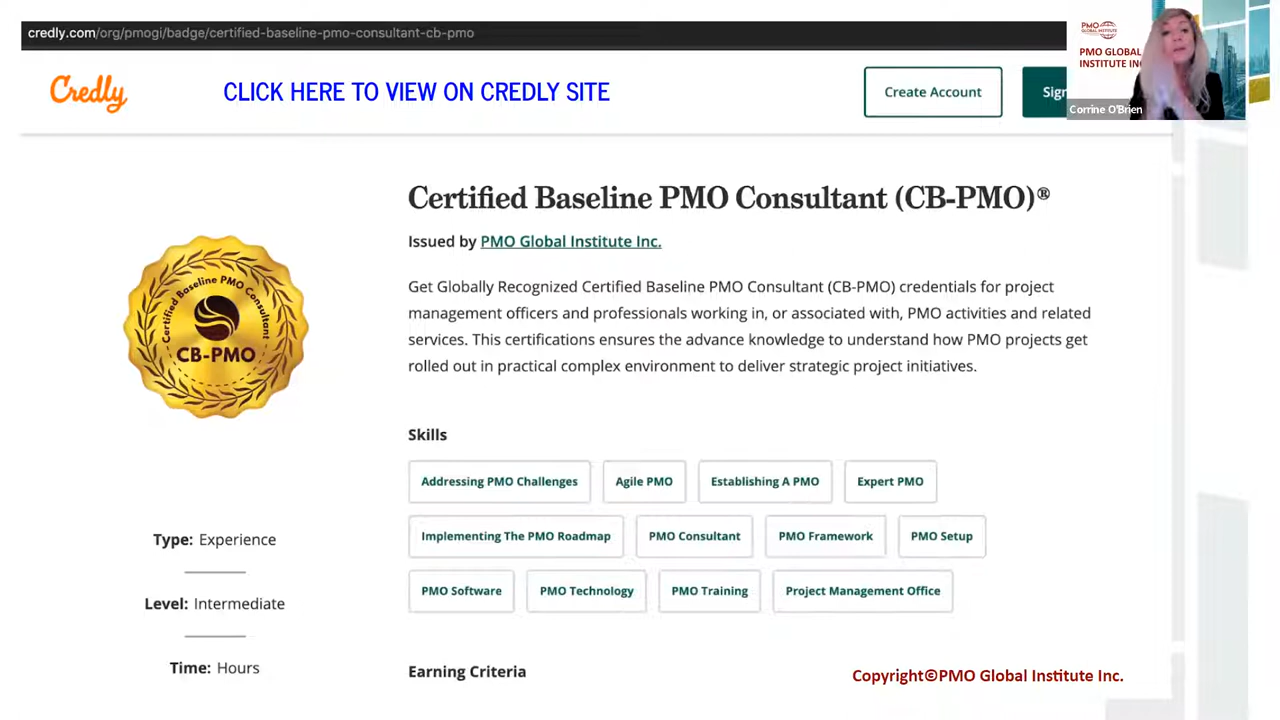 credly.com/org/pmogi/badge/certified-baseline-pmo-consultant-cb-pmo
Credly
CLICK HERE TO VIEW ON CREDLY SITE
Create Account
PMO
GLOBAL INSTITUTE
PMO GLOBAL
INSTITUTE INC
Corrine O'Brien
Certified Baseline PMO Consultant (CB-PMO)®
Issued by PMO Global Institute Inc.
Certified Baseline PMO Consultant
CB-PMO
Get Globally Recognized Certified Baseline PMO Consultant (CB-PMO) credentials for project
management officers and professionals working in, or associated with, PMO activities and related
services. This certifications ensures the advance knowledge to understand how PMO projects get
rolled out in practical complex environment to deliver strategic project initiatives.
Skills
Addressing PMO Challenges Agile PMO Establishing A PMO Expert PMO
Implementing The PMO Roadmap PMO Consultant PMO Framework PMO Setup
PMO Software PMO Technology PMO Training Project Management Office
Type: Experience
Level: Intermediate
Time: Hours
Earning Criteria
Copyright©PMO Global Institute Inc.